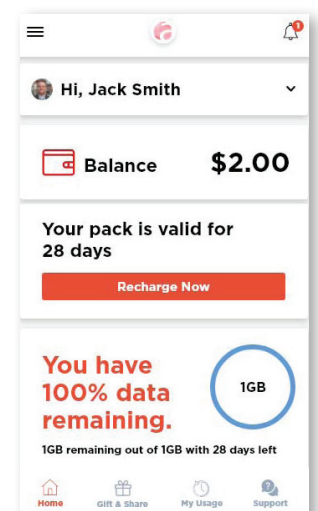 1
Hi, Jack Smith
Balance $2.00
Your pack is valid for
28 days
Recharge Now
You have
100% data
remaining.
1GB
1GB remaining out of 1GB with 28 days left
Home Gift & Share My Usage Support